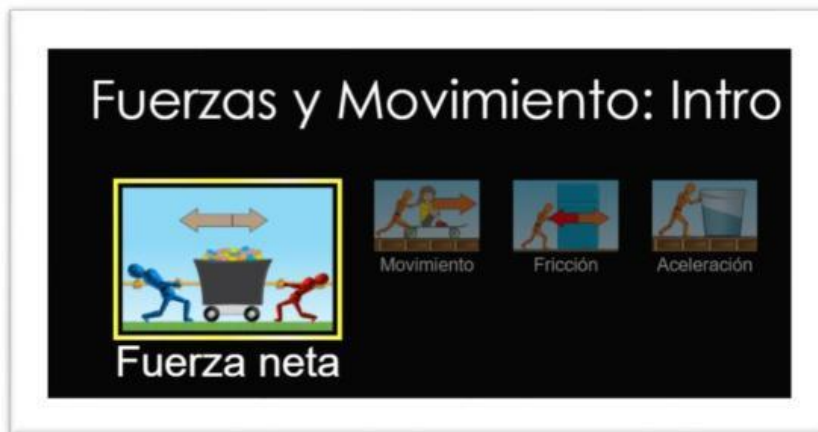 Fuerzas y Movimiento: Intro
Movimiento
Fricción
Aceleración
Fuerza neta